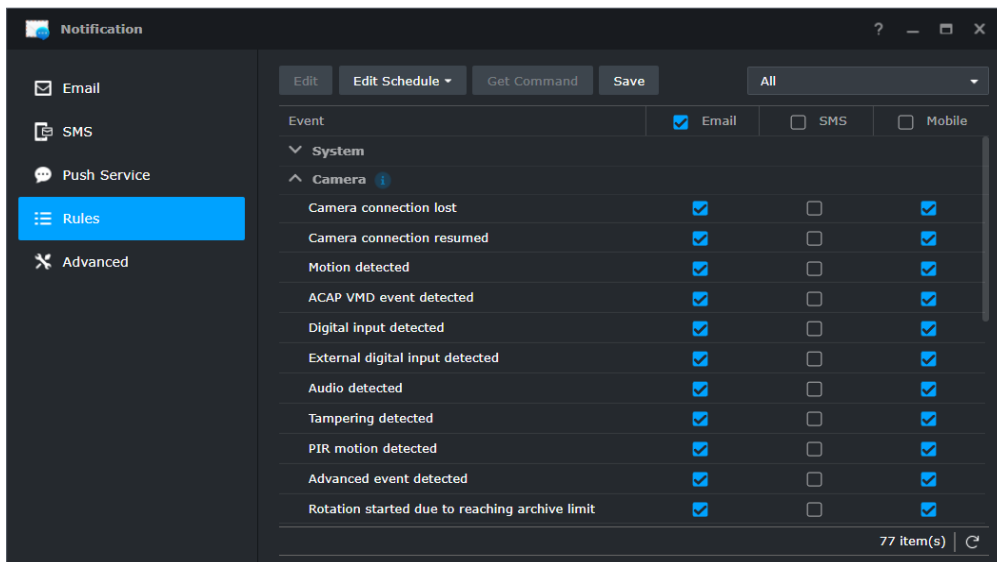 Notification
?
Email
SMS
Push Service
Rules
Advanced
Edit Edit Schedule Get Command Save All
Event Email SMS Mobile
System
Camera i
Camera connection lost
Camera connection resumed
Motion detected
ACAP VMD event detected
Digital input detected
External digital input detected
Audio detected
Tampering detected
PIR motion detected
Advanced event detected
Rotation started due to reaching archive limit
77 item(s)